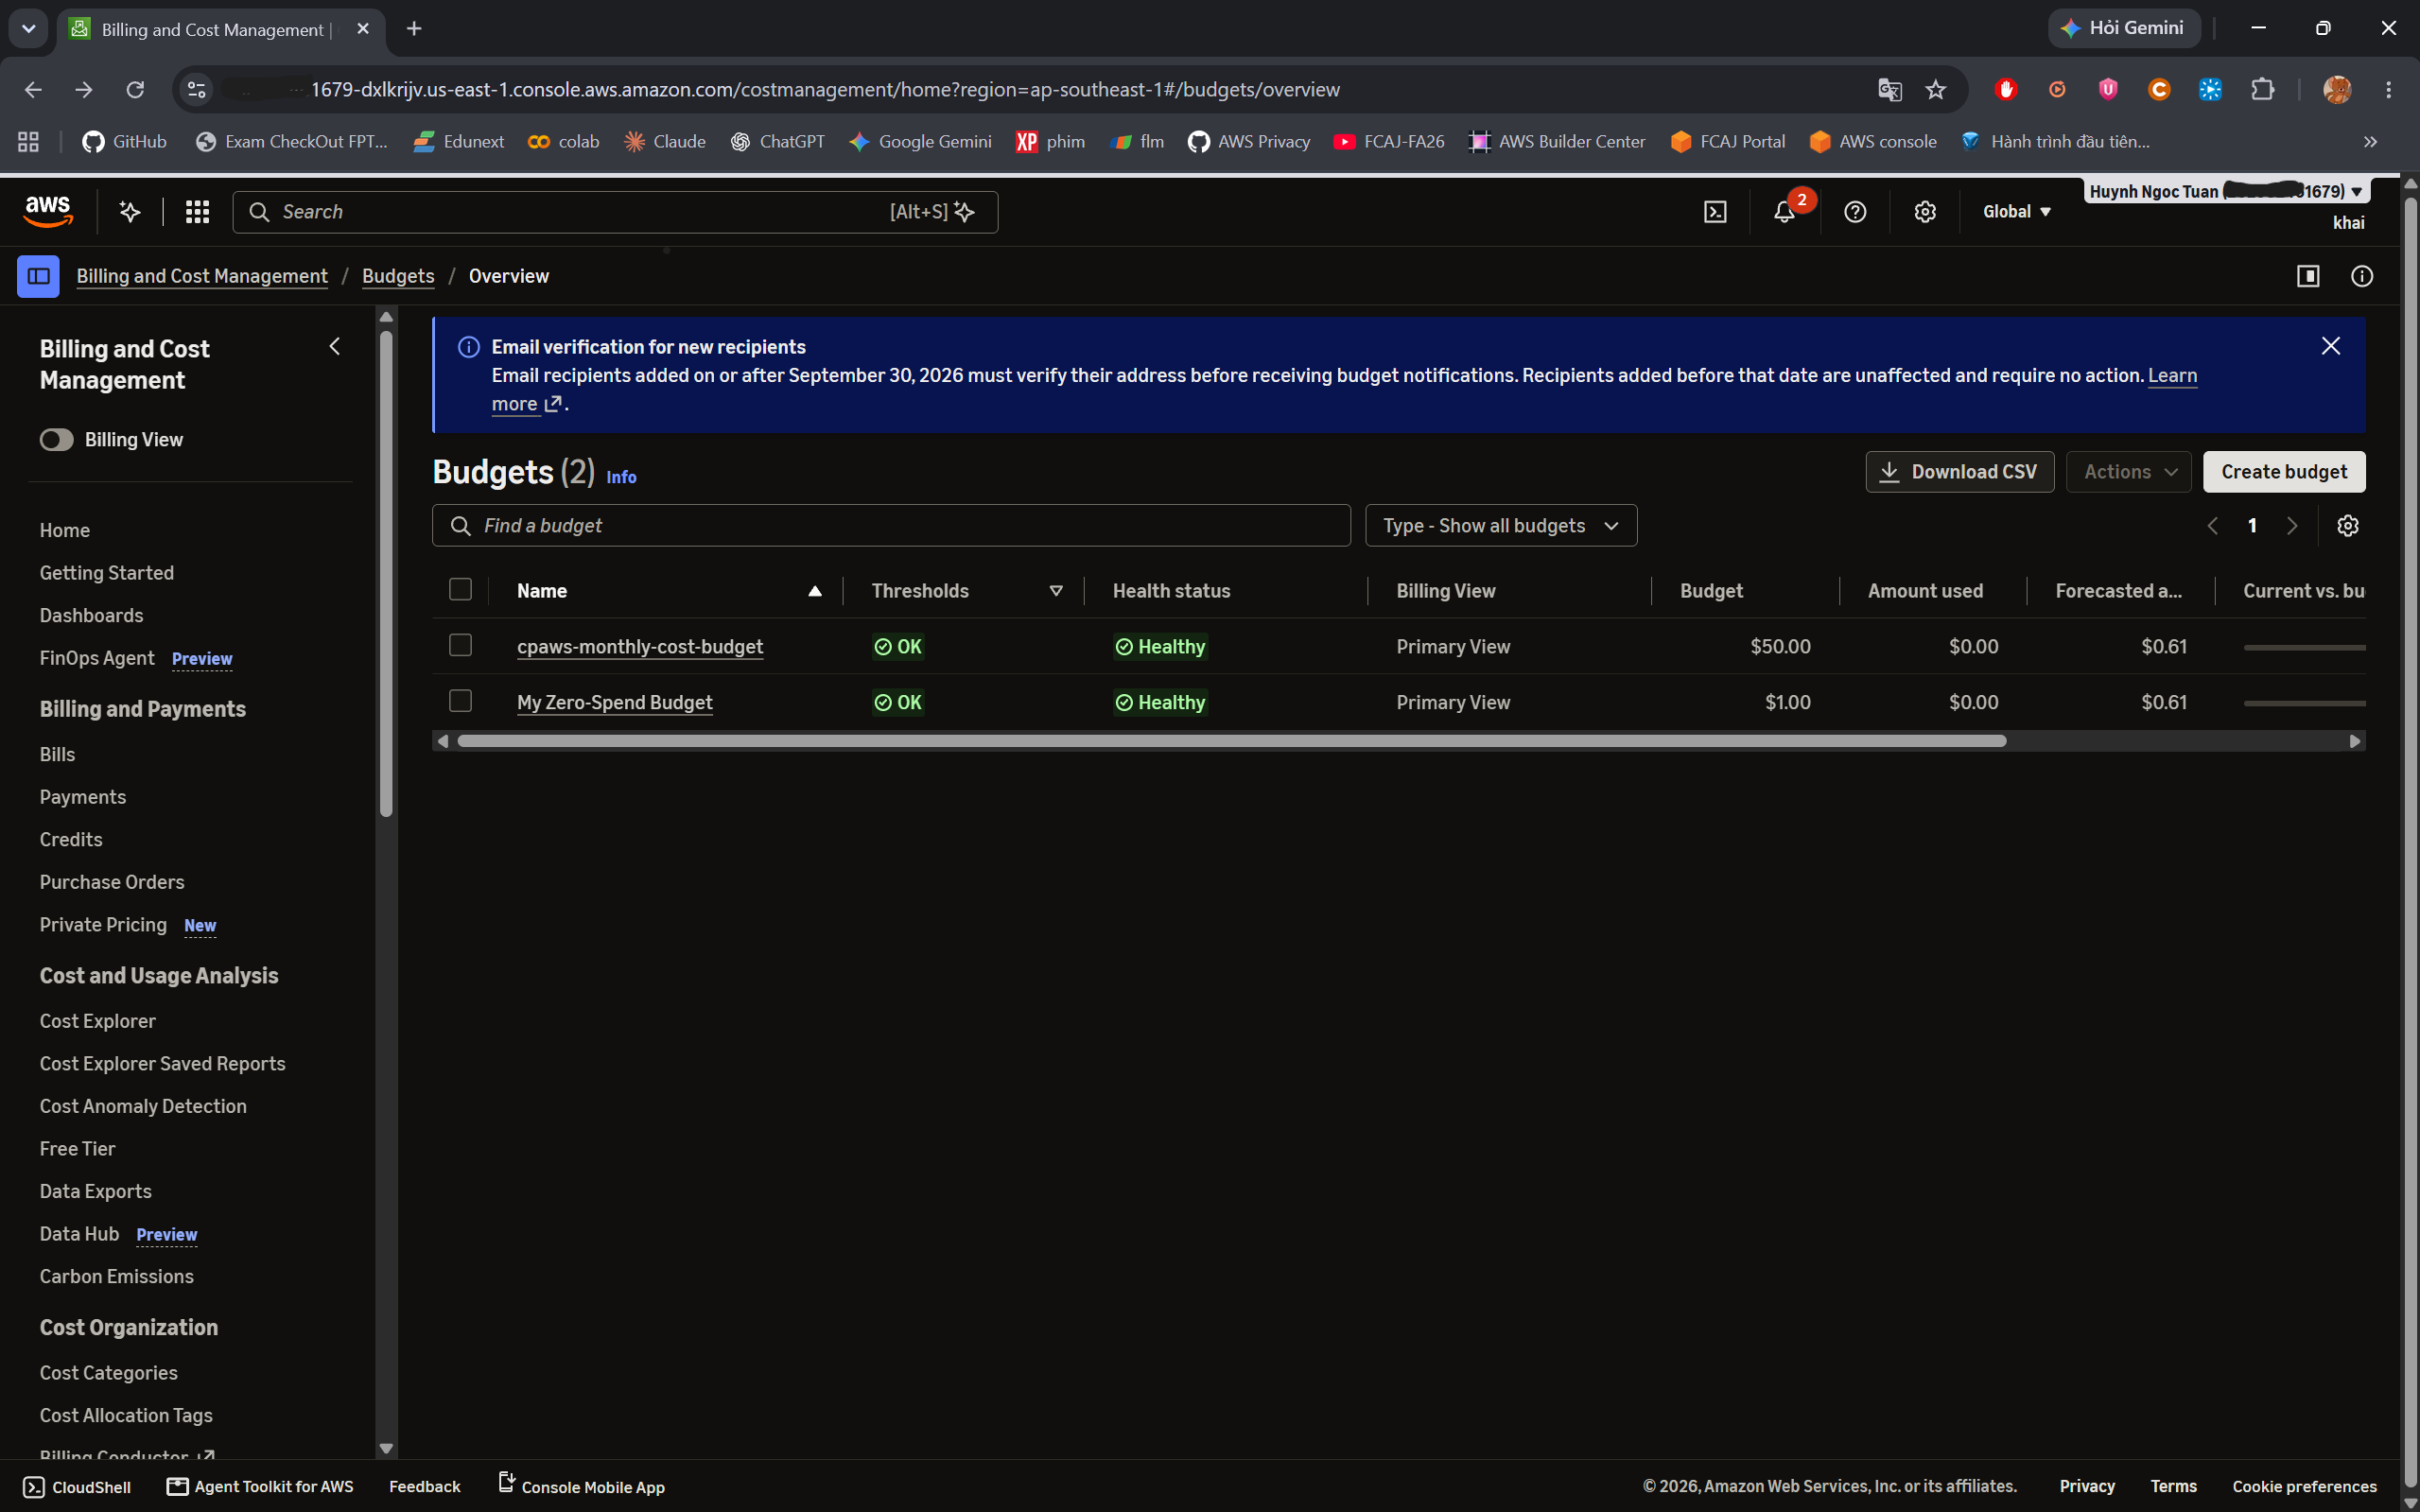 Billing and Cost Management |
Hỏi Gemini
1679-dxlkrijv.us-east-1.console.aws.amazon.com/costmanagement/home?region=ap-southeast-1#/budgets/overview
GitHub
Exam CheckOut FPT...
Edunext
colab
Claude
ChatGPT
Google Gemini
XP phim
flm
AWS Privacy
FCAJ-FA26
AWS Builder Center
FCAJ Portal
AWS console
Hành trình đầu tiên...
aws
Search
[Alt+S]
2
Global
Huynh Ngoc Tuan ( 1679)
khai
Billing and Cost Management / Budgets / Overview
Billing and Cost
Management
Billing View
Home
Getting Started
Dashboards
FinOps Agent Preview
Billing and Payments
Bills
Payments
Credits
Purchase Orders
Private Pricing New
Cost and Usage Analysis
Cost Explorer
Cost Explorer Saved Reports
Cost Anomaly Detection
Free Tier
Data Exports
Data Hub Preview
Carbon Emissions
Cost Organization
Cost Categories
Cost Allocation Tags
Billing Conductor
Email verification for new recipients
Email recipients added on or after September 30, 2026 must verify their address before receiving budget notifications. Recipients added before that date are unaffected and require no action. Learn
more .
Budgets (2) Info
Download CSV
Actions
Create budget
Find a budget
Type - Show all budgets
1
Name Thresholds Health status Billing View Budget Amount used Forecasted a... Current vs. bu
cpaws-monthly-cost-budget OK Healthy Primary View $50.00 $0.00 $0.61
My Zero-Spend Budget OK Healthy Primary View $1.00 $0.00 $0.61
CloudShell
Agent Toolkit for AWS
Feedback
Console Mobile App
© 2026, Amazon Web Services, Inc. or its affiliates.
Privacy
Terms
Cookie preferences